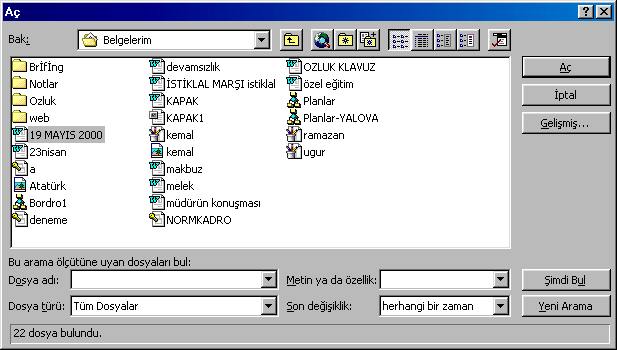 Aç
Bak:
Belgelerim
Brİfİng
Notlar
Ozluk
web
19 MAYIS 2000
23nisan
a
Atatürk
Bordro1
deneme
devamsızlık
İSTİKLAL MARŞI istiklal
KAPAK
KAPAK1
kemal
kemal
makbuz
melek
müdürün konuşması
NORMKADRO
OZLUK KLAVUZ
özel eğitim
Planlar
Planlar-YALOVA
ramazan
ugur
Aç
İptal
Gelişmiş...
Bu arama ölçütüne uyan dosyaları bul:
Dosya adı:
Metin ya da özellik:
Şimdi Bul
Dosya türü:
Tüm Dosyalar
Son değişiklik:
herhangi bir zaman
Yeni Arama
22 dosya bulundu.